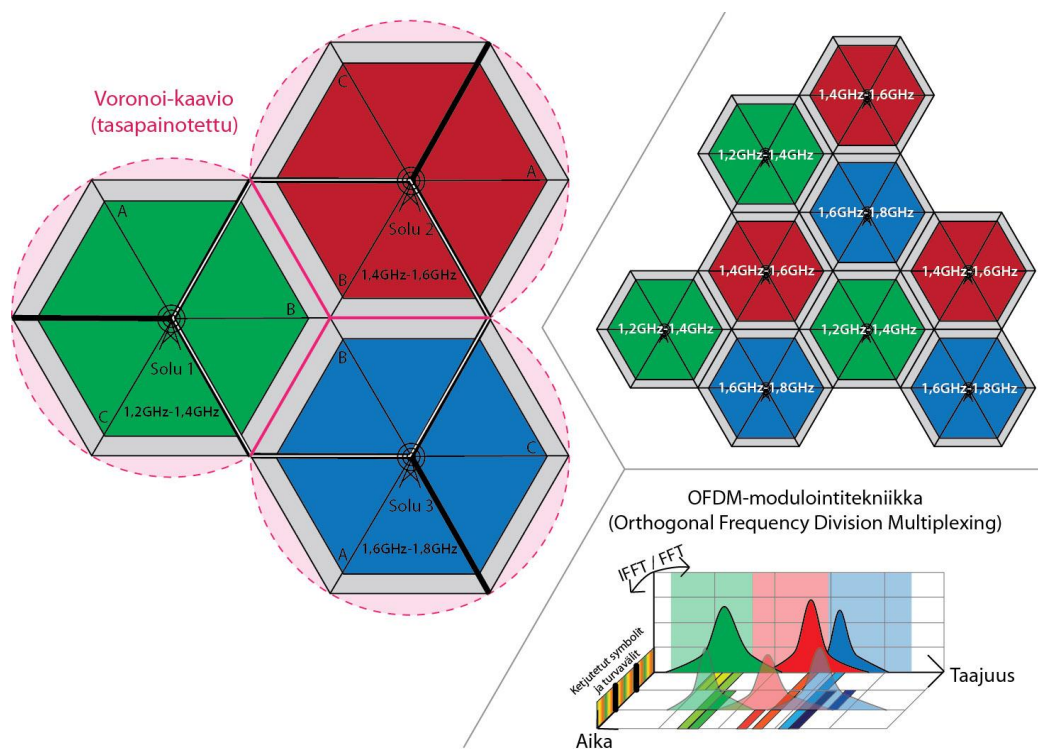 Voronoi-kaavio
(tasapainotettu)
C
A
Solu 2
B
1,4GHz-1,6GHz
A
B
Solu 1
C
1,2GHz-1,4GHz
B
C
Solu 3
A
1,6GHz-1,8GHz
1,4GHz-1,6GHz
1,2GHz-1,4GHz
1,6GHz-1,8GHz
1,4GHz-1,6GHz
1,4GHz-1,6GHz
1,2GHz-1,4GHz
1,2GHz-1,4GHz
1,6GHz-1,8GHz
1,6GHz-1,8GHz
OFDM-modulointitekniikka
(Orthogonal Frequency Division Multiplexing)
IFFT / FFT
Ketjutetut symbolit
ja turvavälit
Taajuus
Aika